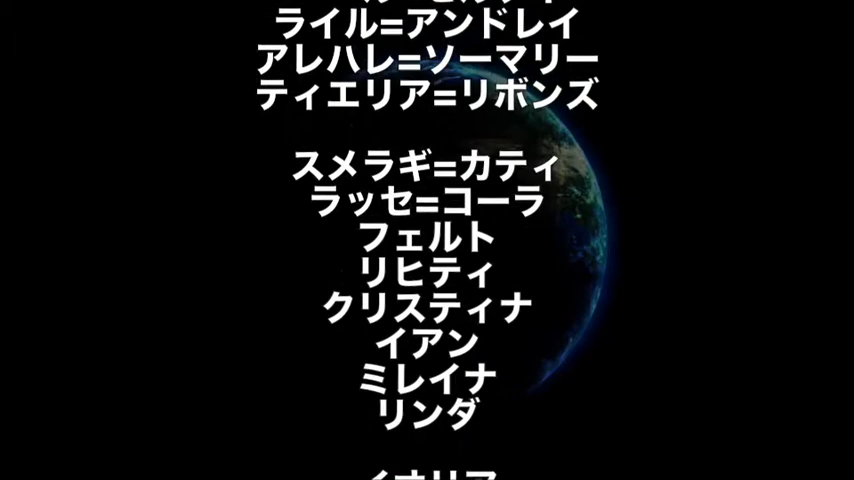 ライル=アンドレイ
アレハレ=ソーマリー
ティエリア=リボンズ
スメラギ=カティ
ラッセ=コーラ
フェルト
リヒティ
クリスティナ
イアン
ミレイナ
リンダ